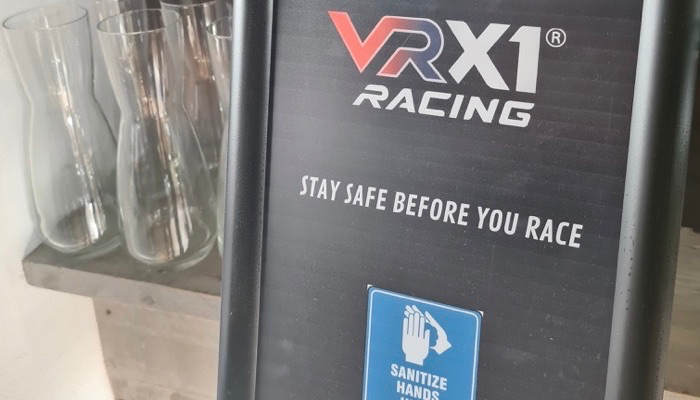 VRX1®
RACING
STAY SAFE BEFORE YOU RACE
SANITIZE
HANDS